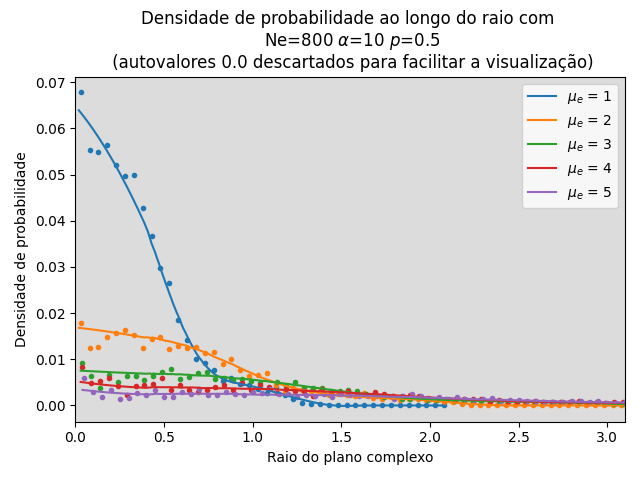 Densidade de probabilidade ao longo do raio com
Ne=800 α=10 p=0.5
(autovalores 0.0 descartados para facilitar a visualização)
0.07
0.06
0.05
0.04
0.03
0.02
0.01
0.00
Densidade de probabilidade
μe = 1
μe = 2
μe = 3
μe = 4
μe = 5
0.0 0.5 1.0 1.5 2.0 2.5 3.0
Raio do plano complexo